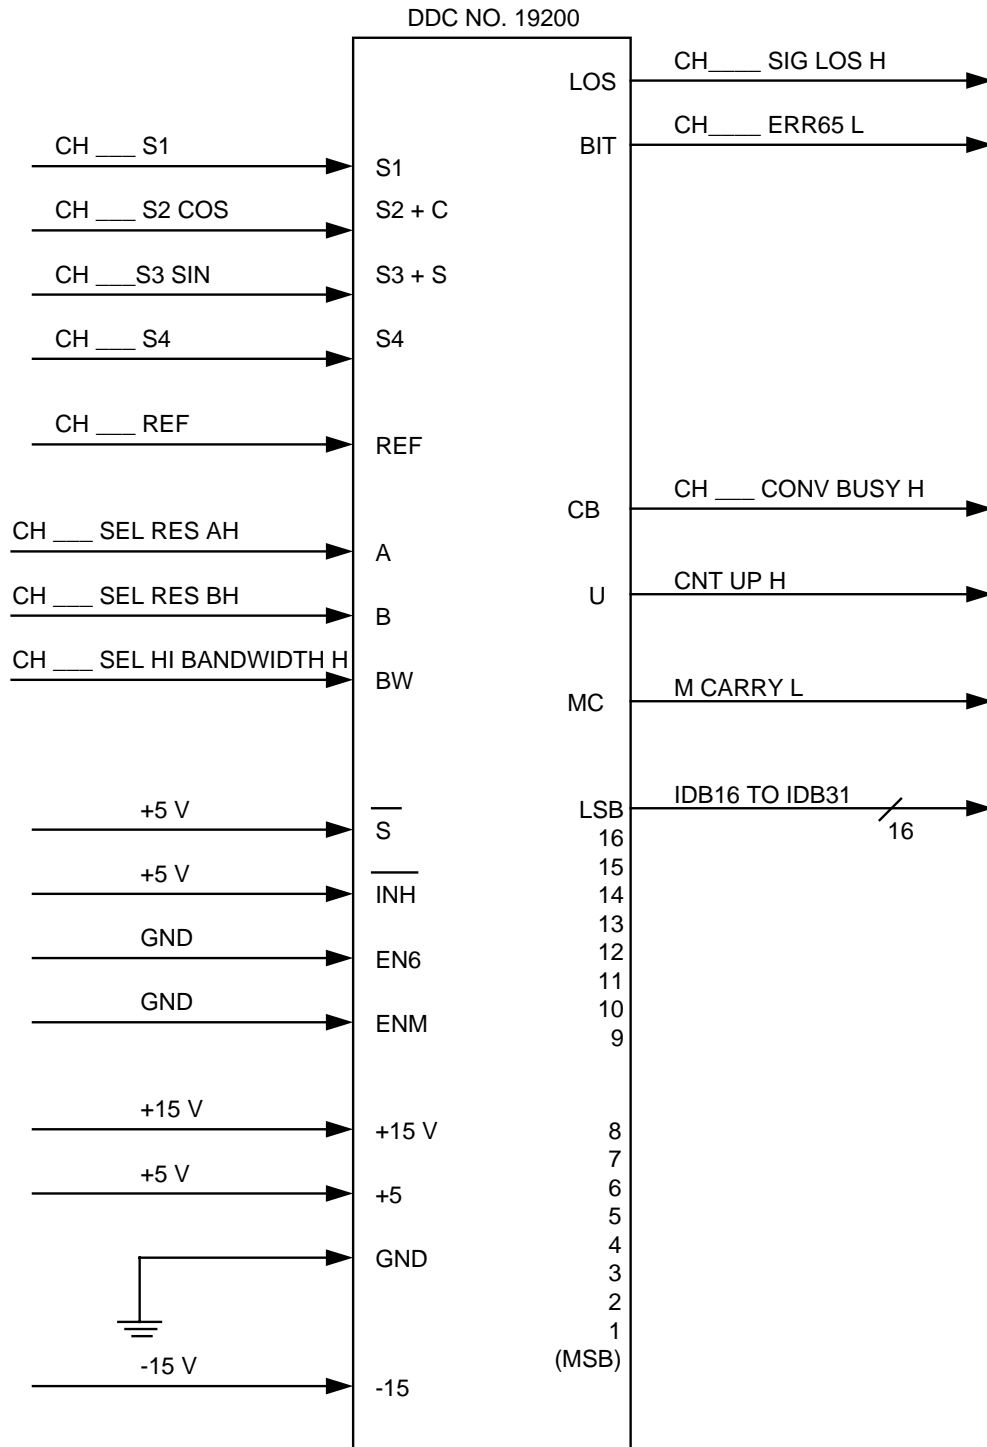 DDC NO. 19200
LOS
CH____ SIG LOS H
BIT
CH____ ERR65 L
CH ___ S1
S1
CH ___ S2 COS
S2 + C
CH ___S3 SIN
S3 + S
CH ___ S4
S4
CH ___ REF
REF
CB
CH ___ CONV BUSY H
CH ___ SEL RES AH
A
U
CNT UP H
CH ___ SEL RES BH
B
CH ___ SEL HI BANDWIDTH H
BW
MC
M CARRY L
+5 V
S
LSB
IDB16 TO IDB31
16
16
15
+5 V
INH
14
13
GND
EN6
12
11
GND
ENM
10
9
+15 V
+15 V
8
7
+5 V
+5
6
5
GND
4
3
2
1
(MSB)
-15 V
-15